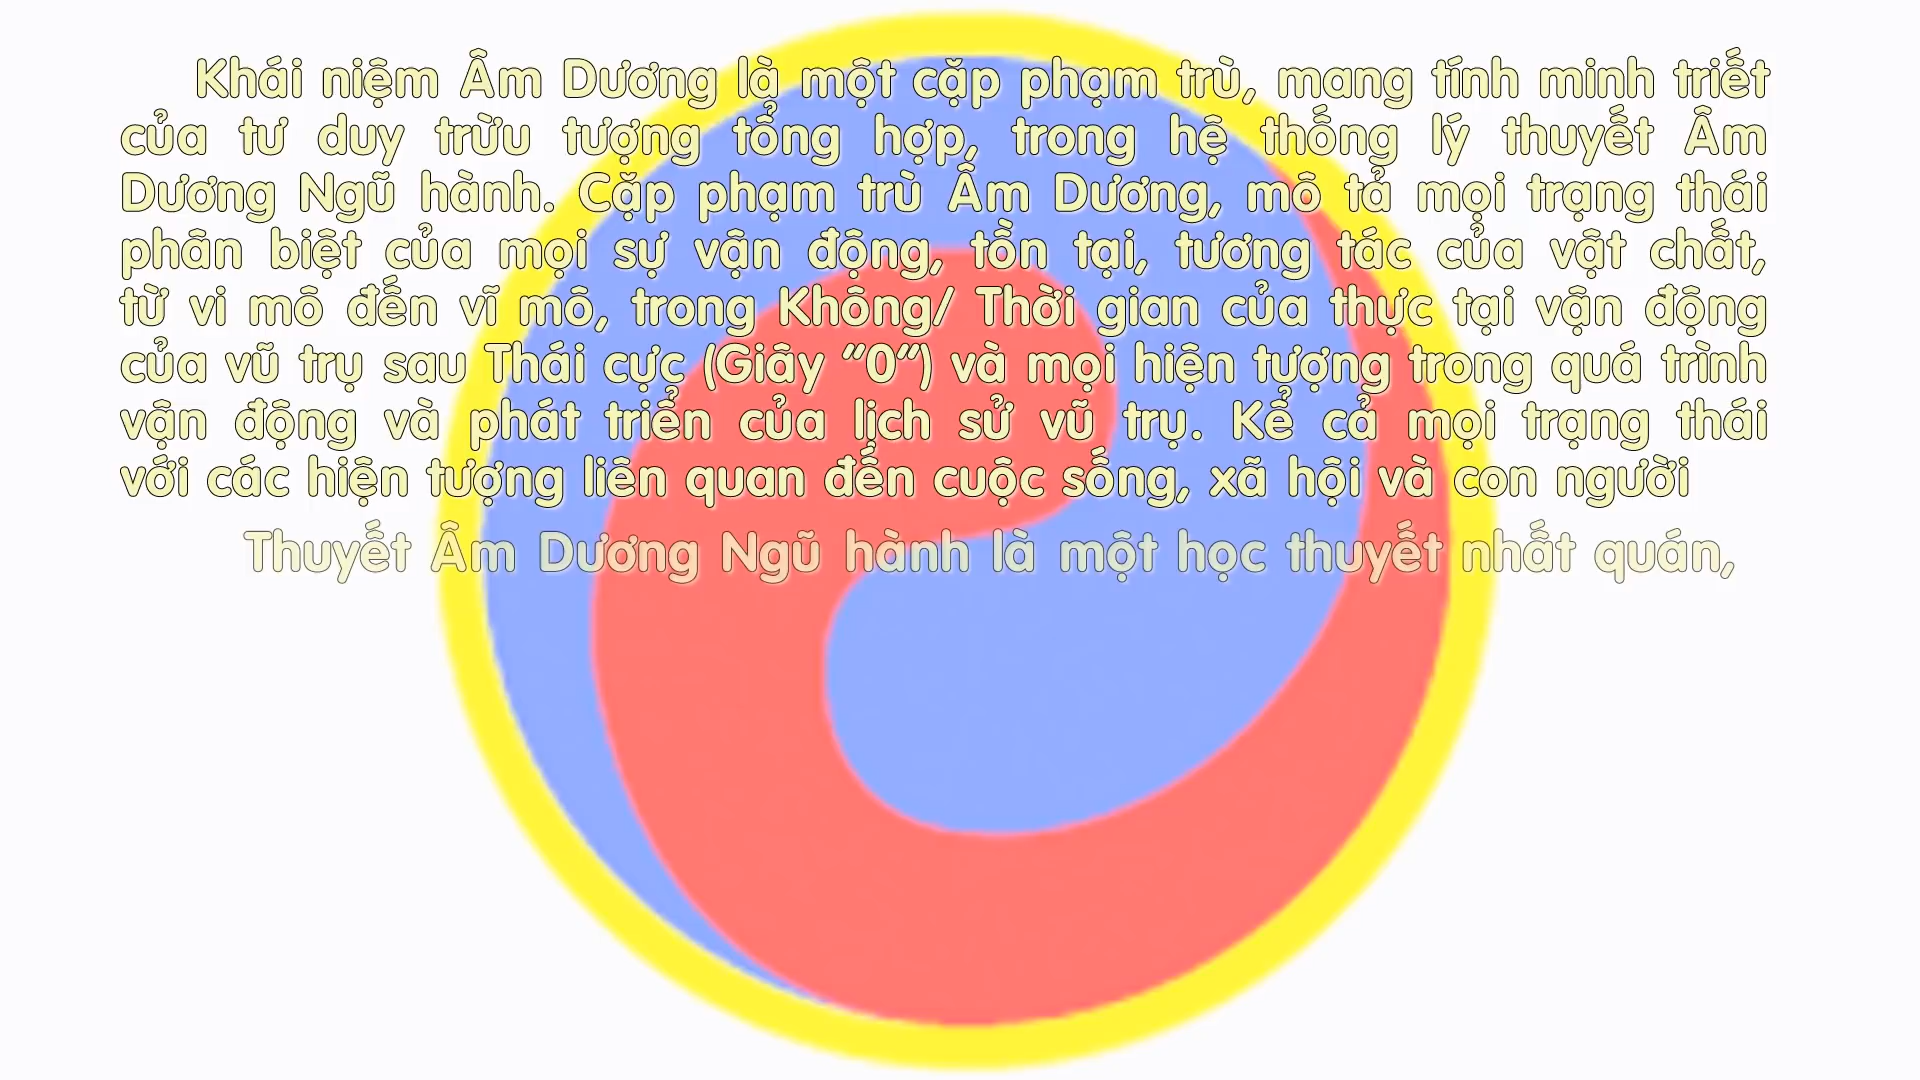 Khái niệm Âm Dương là một cặp phạm trù, mang tính minh triết
của tư duy trừu tượng tổng hợp, trong hệ thống lý thuyết Âm
Dương Ngũ hành. Cặp phạm trù Âm Dương, mô tả mọi trạng thái
phân biệt của mọi sự vận động, tồn tại, tương tác của vật chất,
từ vi mô đến vĩ mô, trong Không/ Thời gian của thực tại vận động
của vũ trụ sau Thái cực (Giây “0“) và mọi hiện tượng trong quá trình
vận động và phát triển của lịch sử vũ trụ. Kể cả mọi trạng thái
với các hiện tượng liên quan đến cuộc sống, xã hội và con người
Thuyết Âm Dương Ngũ hành là một học thuyết nhất quán,